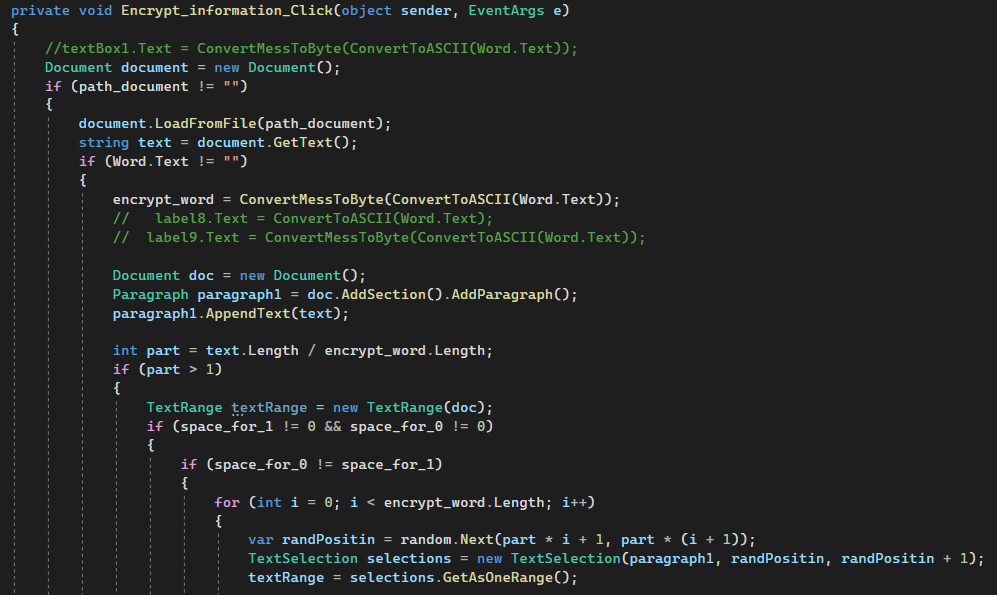 private void Encrypt_information_Click(object sender, EventArgs e)
{
//textBox1.Text = ConvertMessToByte(ConvertToASCII(Word.Text));
Document document = new Document();
if (path_document != "")
{
document.LoadFromFile(path_document);
string text = document.GetText();
if (Word.Text != "")
{
encrypt_word = ConvertMessToByte(ConvertToASCII(Word.Text));
//   label8.Text = ConvertToASCII(Word.Text);
//  label9.Text = ConvertMessToByte(ConvertToASCII(Word.Text));
Document doc = new Document();
Paragraph paragraph1 = doc.AddSection().AddParagraph();
paragraph1.AppendText(text);
int part = text.Length / encrypt_word.Length;
if (part > 1)
{
TextRange textRange = new TextRange(doc);
if (space_for_1 != 0 && space_for_0 != 0)
{
if (space_for_0 != space_for_1)
{
for (int i = 0; i < encrypt_word.Length; i++)
{
var randPositin = random.Next(part * i + 1, part * (i + 1));
TextSelection selections = new TextSelection(paragraph1, randPositin, randPositin + 1);
textRange = selections.GetAsOneRange();